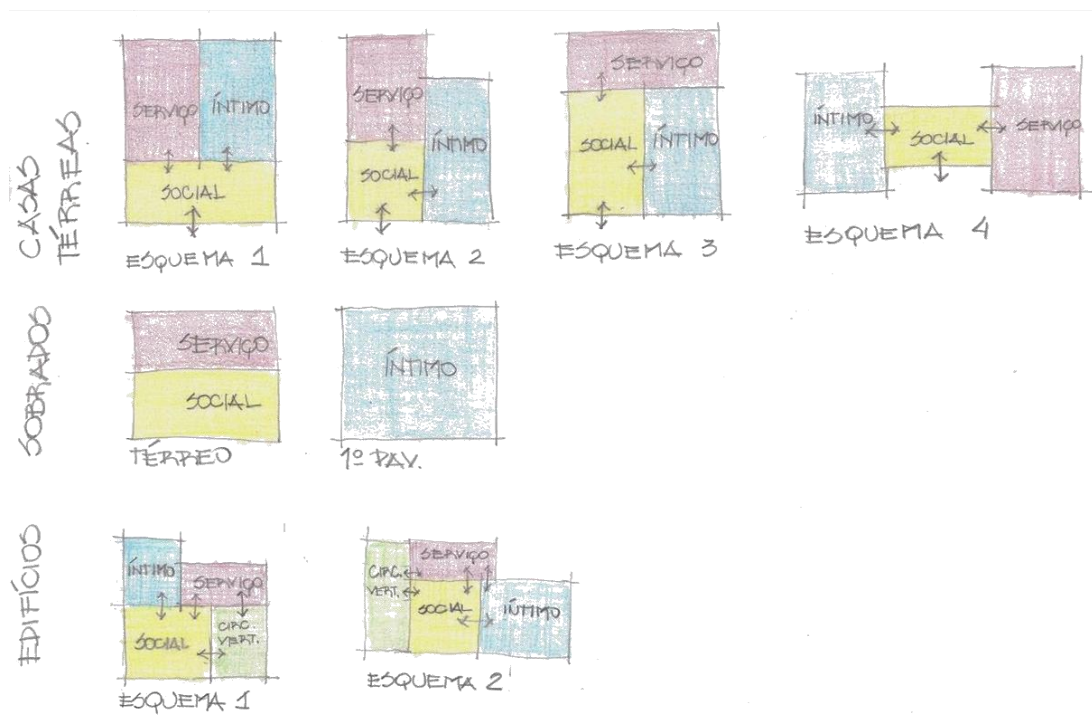 CASAS
TÉRREAS
SERVIÇO
ÍNTIMO
SOCIAL
ESQUEMA 1
SERVIÇO
ÍNTIMO
SOCIAL
ESQUEMA 2
SERVIÇO
SOCIAL
ÍNTIMO
ESQUEMA 3
ÍNTIMO
SOCIAL
SERVIÇO
ESQUEMA 4
SOBRADOS
SERVIÇO
SOCIAL
TÉRREO
ÍNTIMO
1º PAV.
EDIFÍCIOS
ÍNTIMO
SERVIÇO
SOCIAL
CIRC.
VERT.
ESQUEMA 1
SERVIÇO
CIRC.
VERT.
SOCIAL
ÍNTIMO
ESQUEMA 2